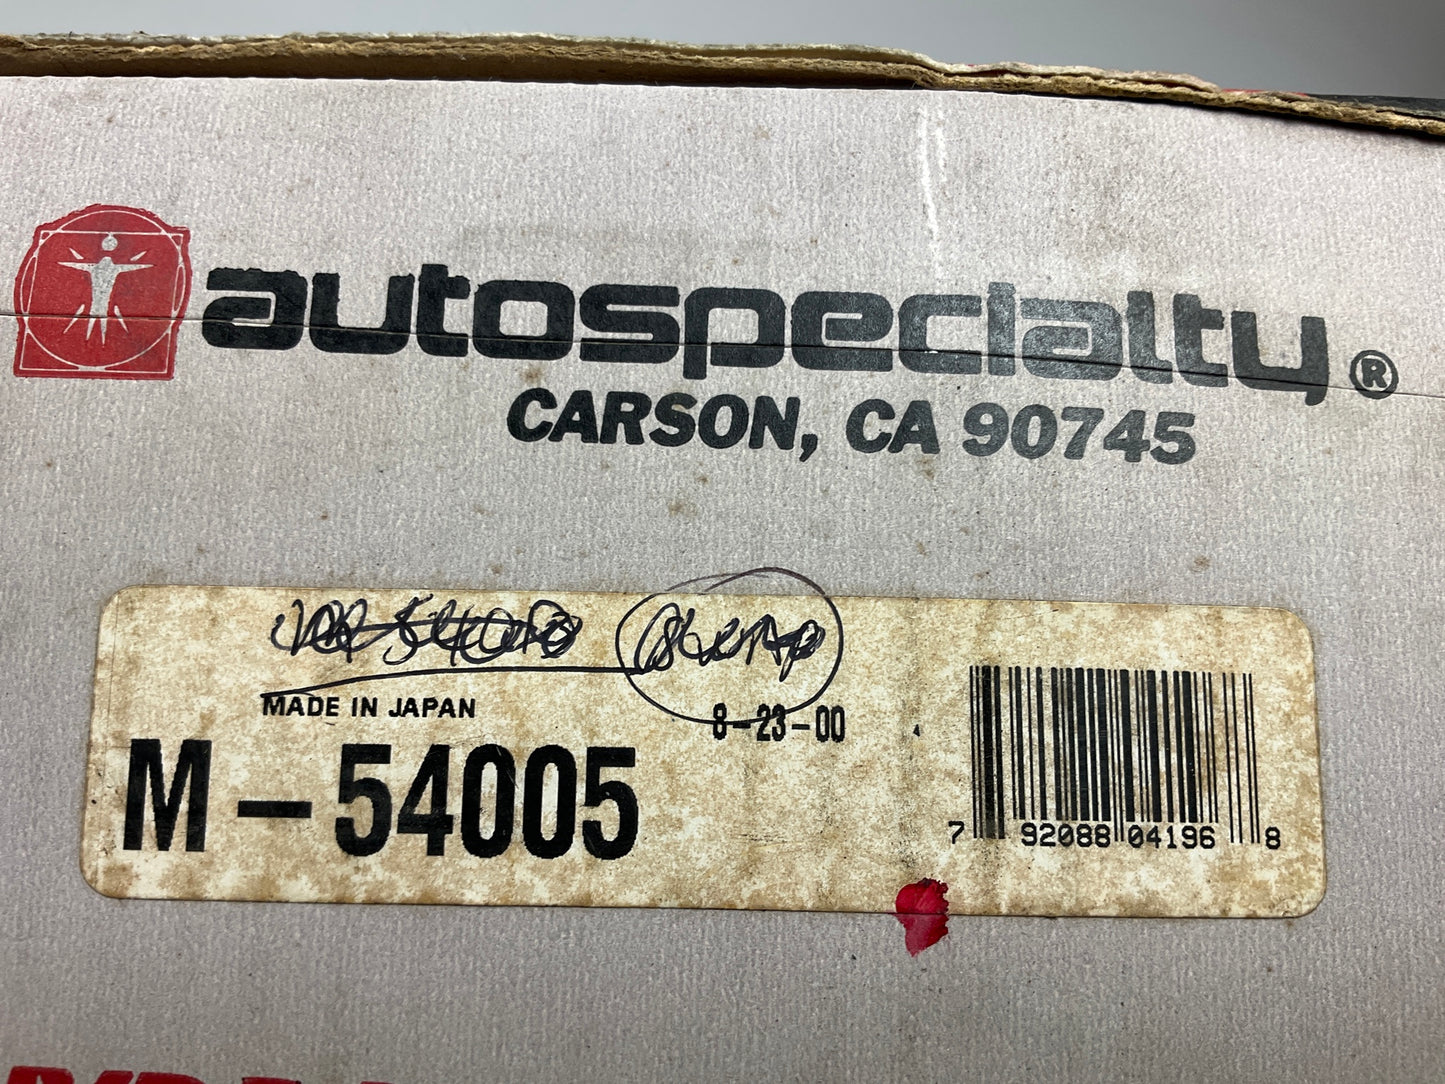 autospecialty®
CARSON, CA 90745
MADE IN JAPAN
8-23-00
M-54005
7 92088 04196 8